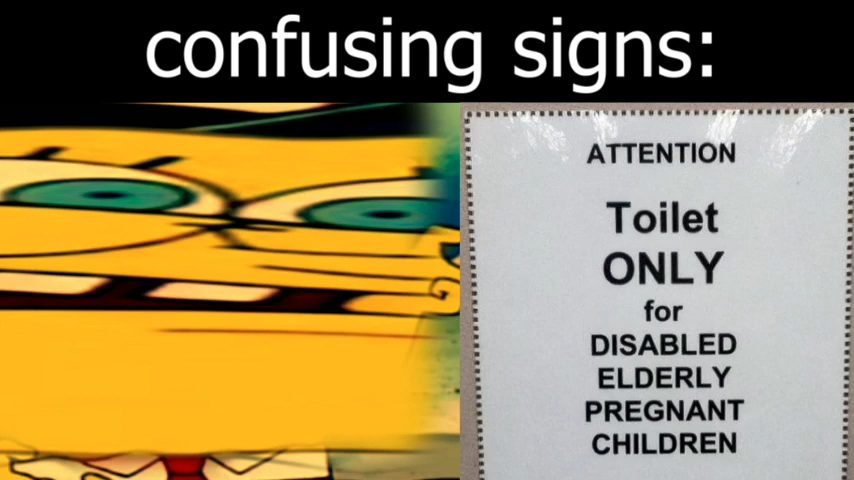 confusing signs:
ATTENTION
Toilet
ONLY
for
DISABLED
ELDERLY
PREGNANT
CHILDREN